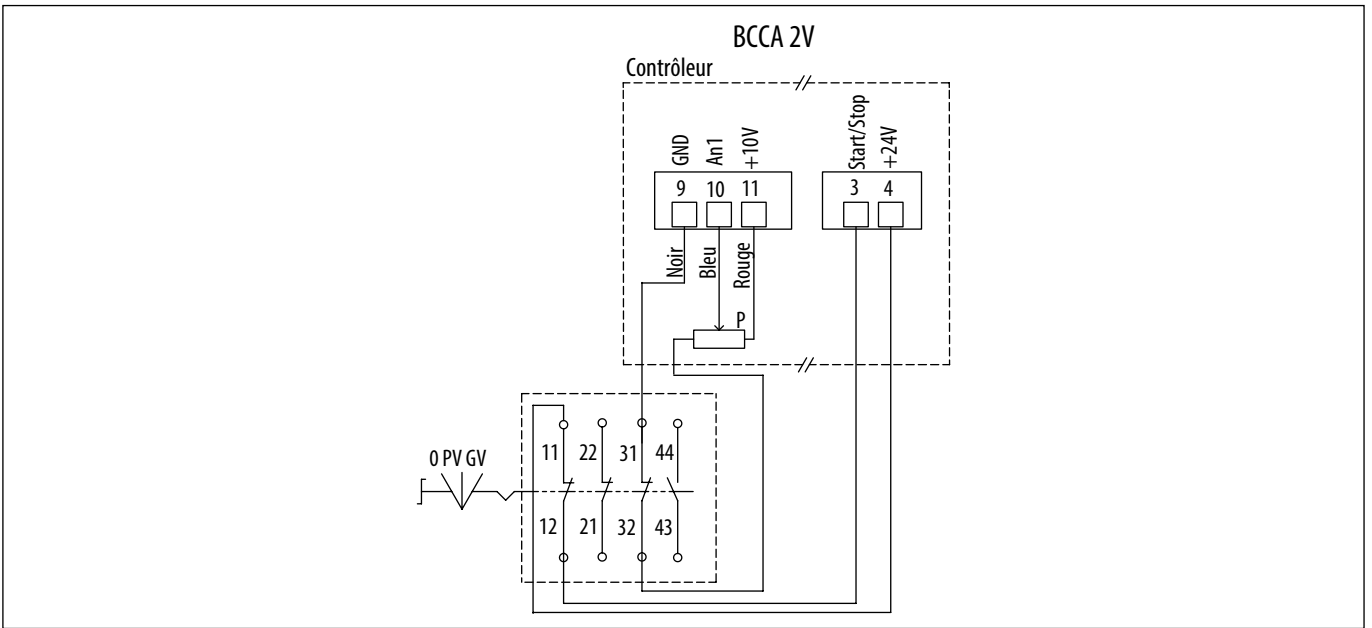 BCCA 2V
Contrôleur
GND An1 +10V Start/Stop +24V
9 10 11 3 4
Noir Bleu Rouge
P
0 PV GV
11 22 31 44
12 21 32 43